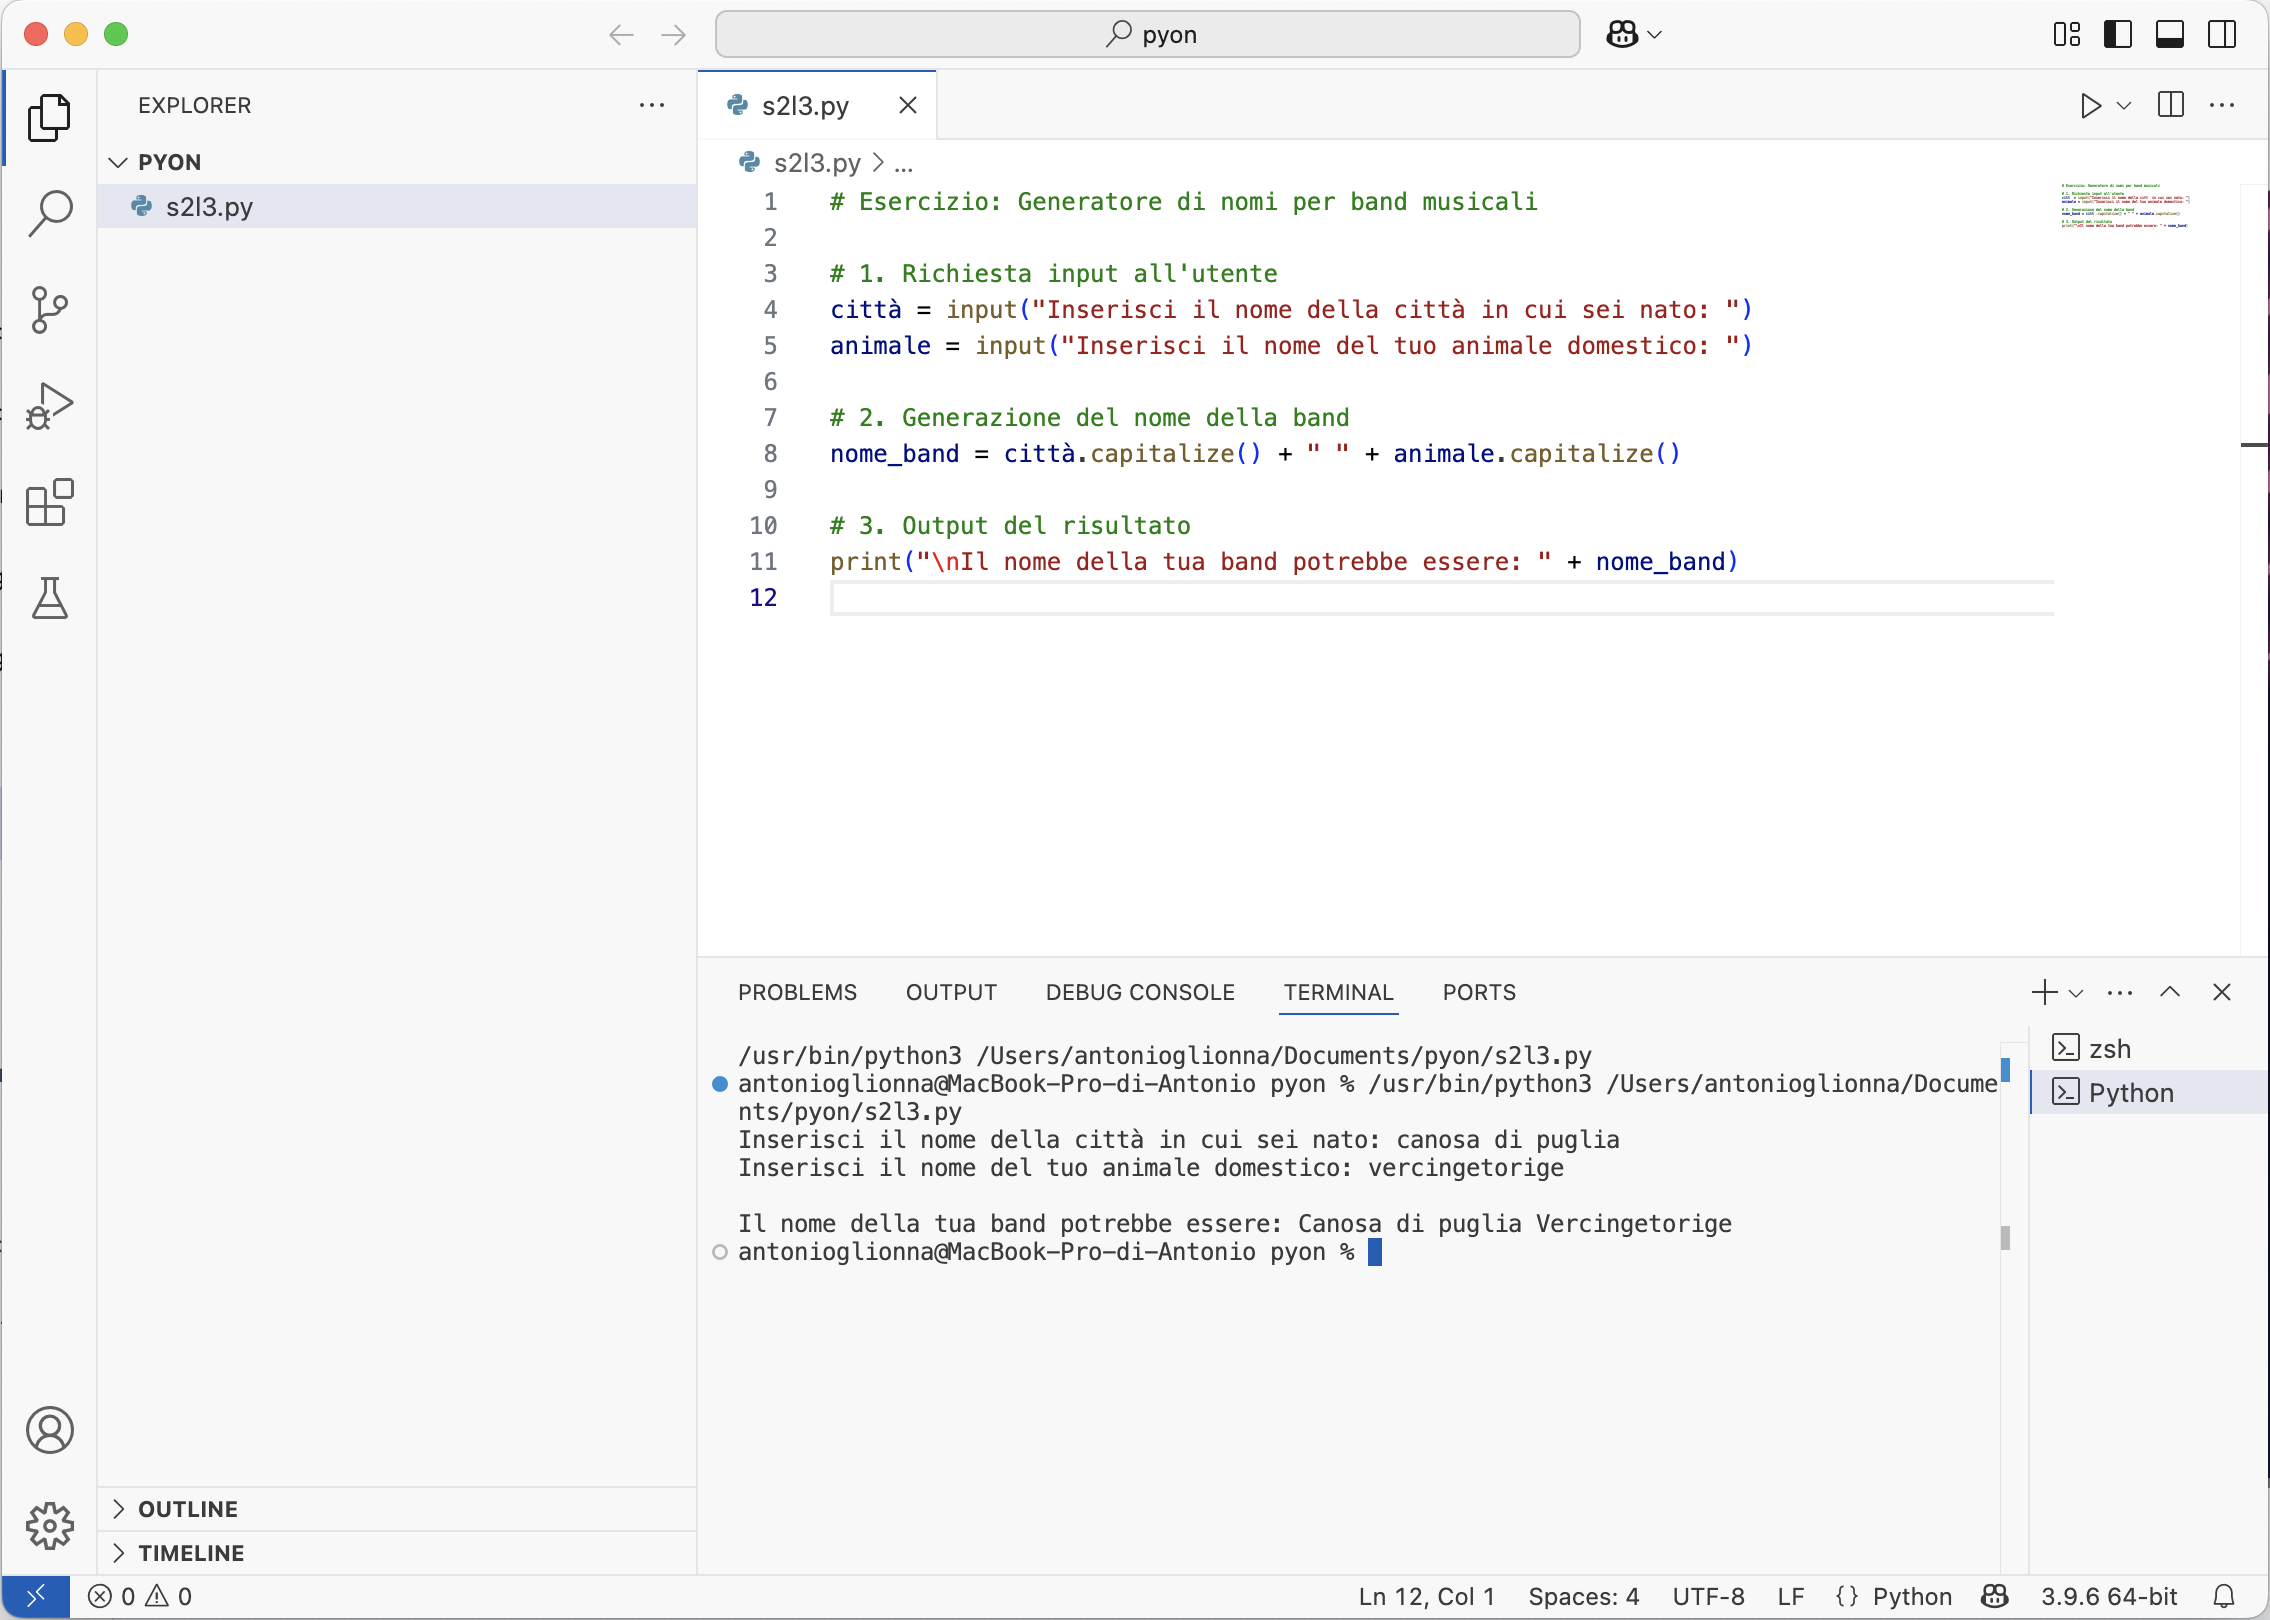 pyon
EXPLORER
PYON
s2l3.py
s2l3.py
s2l3.py > ...
1 # Esercizio: Generatore di nomi per band musicali
2
3 # 1. Richiesta input all'utente
4 città = input("Inserisci il nome della città in cui sei nato: ")
5 animale = input("Inserisci il nome del tuo animale domestico: ")
6
7 # 2. Generazione del nome della band
8 nome_band = città.capitalize() + " " + animale.capitalize()
9
10 # 3. Output del risultato
11 print("\nIl nome della tua band potrebbe essere: " + nome_band)
12
PROBLEMS OUTPUT DEBUG CONSOLE TERMINAL PORTS
/usr/bin/python3 /Users/antonioglionna/Documents/pyon/s2l3.py
antonioglionna@MacBook-Pro-di-Antonio pyon % /usr/bin/python3 /Users/antonioglionna/Docume
nts/pyon/s2l3.py
Inserisci il nome della città in cui sei nato: canosa di puglia
Inserisci il nome del tuo animale domestico: vercingetorige
Il nome della tua band potrebbe essere: Canosa di puglia Vercingetorige
antonioglionna@MacBook-Pro-di-Antonio pyon %
zsh
Python
OUTLINE
TIMELINE
0 0 Ln 12, Col 1 Spaces: 4 UTF-8 LF {} Python 3.9.6 64-bit